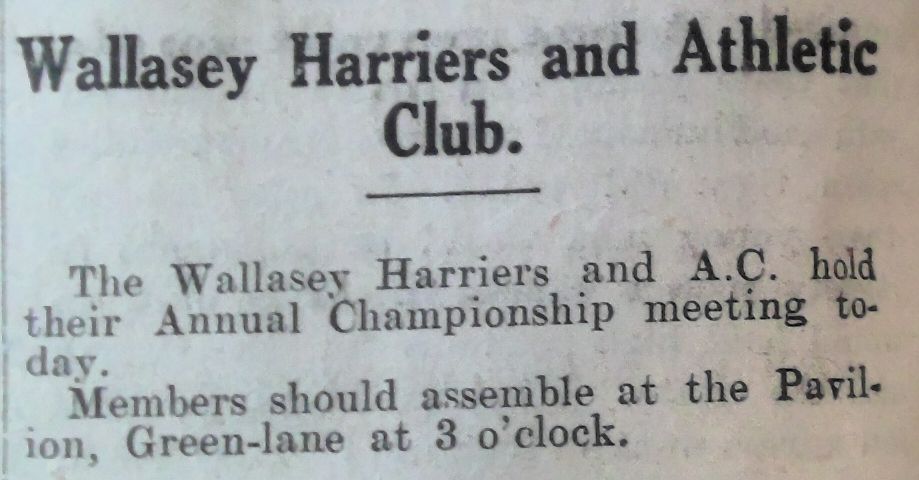 Wallasey Harriers and Athletic
Club.
The Wallasey Harriers and A.C. hold
their Annual Championship meeting to-
day.
Members should assemble at the Pavil-
ion, Green-lane at 3 o'clock.